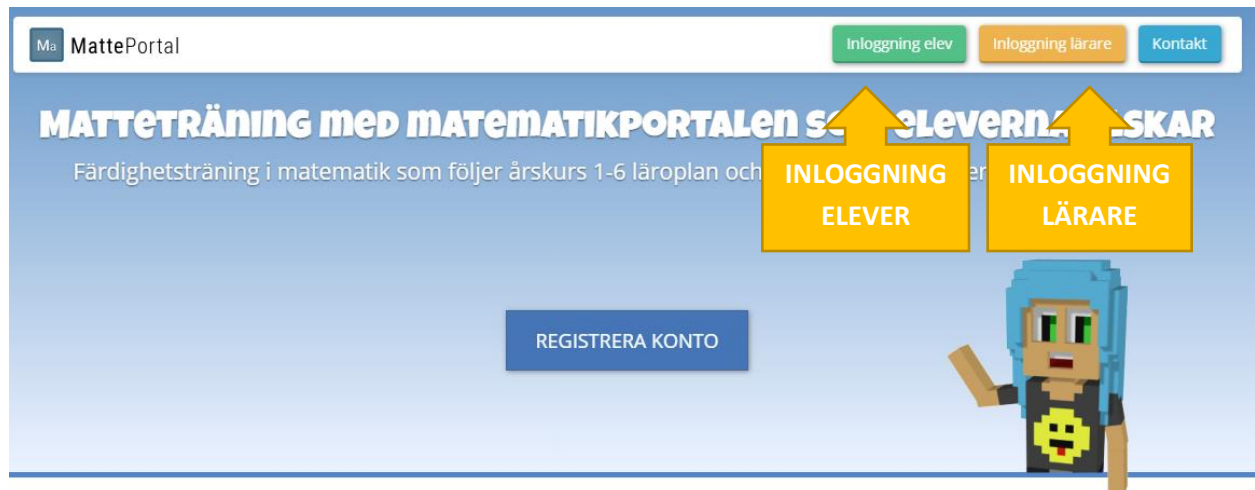 Ma MattePortal
Inloggning elev
Inloggning lärare
Kontakt
Matteträning med matematikportalen
Färdighetsträning i matematik som följer årskurs 1-6 läroplan och
INLOGGNING
ELEVER
INLOGGNING
LÄRARE
REGISTRERA KONTO